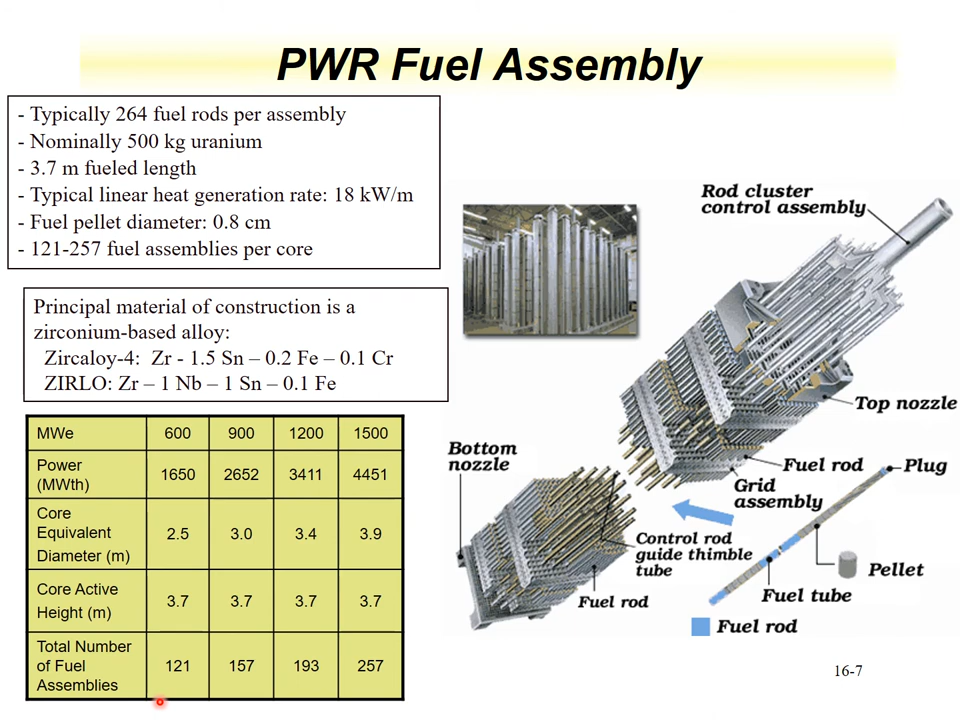 PWR Fuel Assembly
- Typically 264 fuel rods per assembly
- Nominally 500 kg uranium
- 3.7 m fueled length
- Typical linear heat generation rate: 18 kW/m
- Fuel pellet diameter: 0.8 cm
- 121-257 fuel assemblies per core
Principal material of construction is a
zirconium-based alloy:
Zircaloy-4: Zr - 1.5 Sn – 0.2 Fe – 0.1 Cr
ZIRLO: Zr – 1 Nb – 1 Sn – 0.1 Fe
MWe 600 900 1200 1500
Power
(MWth) 1650 2652 3411 4451
Core
Equivalent
Diameter (m) 2.5 3.0 3.4 3.9
Core Active
Height (m) 3.7 3.7 3.7 3.7
Total Number
of Fuel
Assemblies 121 157 193 257
Rod cluster
control assembly
Top nozzle
Bottom
nozzle
Fuel rod
Plug
Grid
assembly
Control rod
guide thimble
tube
Pellet
Fuel tube
Fuel rod
Fuel rod
16-7